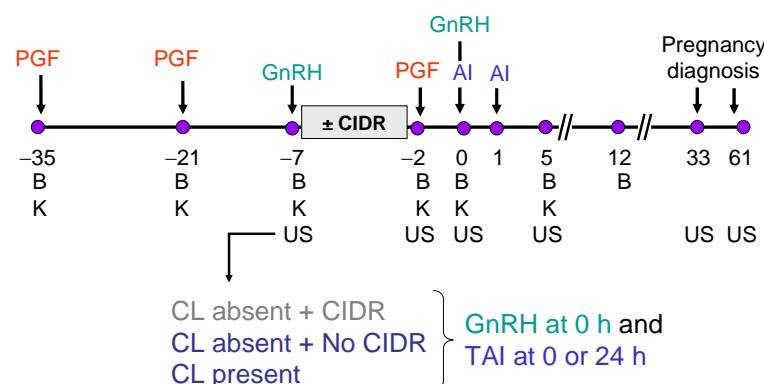 GnRH
PGF PGF GnRH PGF AI AI Pregnancy
diagnosis
± CIDR
–35 –21 –7 –2 0 1 5 12 33 61
B B B B B B B
K K K K K K
US US US US US US
CL absent + CIDR
CL absent + No CIDR
CL present
GnRH at 0 h and
TAI at 0 or 24 h